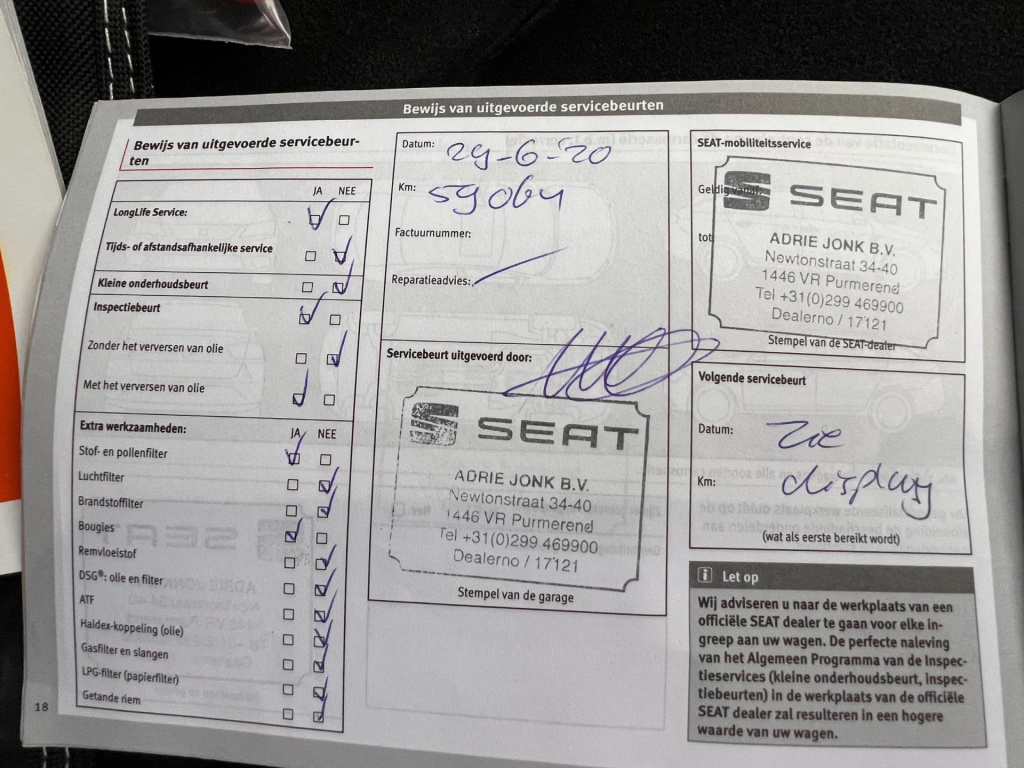 Bewijs van uitgevoerde servicebeurten
Bewijs van uitgevoerde servicebeur-
ten
JA NEE
LongLife Service:
Tijds- of afstandsafhankelijke service
Kleine onderhoudsbeurt
Inspectiebeurt
Zonder het verversen van olie
Met het verversen van olie
Extra werkzaamheden: JA NEE
Stof- en pollenfilter
Luchtfilter
Brandstoffilter
Bougies
Remvloeistof
DSG®: olie en filter
ATF
Haldex-koppeling (olie)
Gasfilter en slangen
LPG-filter (papierfilter)
Getande riem
18
Datum: 29-6-20
Km: 59064
Factuurnummer:
Reparatieadvies:
Servicebeurt uitgevoerd door:
SEAT
ADRIE JONK B.V.
Newtonstraat 34-40
1446 VR Purmerend
Tel +31(0)299 469900
Dealerno / 17121
Stempel van de garage
SEAT-mobiliteitsservice
Geldig vanaf:
tot
SEAT
ADRIE JONK B.V.
Newtonstraat 34-40
1446 VR Purmerend
Tel +31(0)299 469900
Dealerno / 17121
Stempel van de SEAT-dealer
Volgende servicebeurt
Datum: Zie
Km: display
(wat als eerste bereikt wordt)
i Let op
Wij adviseren u naar de werkplaats van een
officiële SEAT dealer te gaan voor elke in-
greep aan uw wagen. De perfecte naleving
van het Algemeen Programma van de Inspec-
tieservices (kleine onderhoudsbeurt, inspec-
tiebeurten) in de werkplaats van de officiële
SEAT dealer zal resulteren in een hogere
waarde van uw wagen.